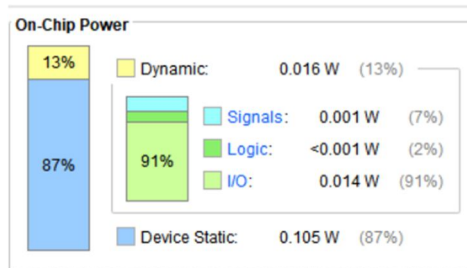 On-Chip Power
13%
87%
Dynamic: 0.016 W (13%)
91%
Signals: 0.001 W (7%)
Logic: <0.001 W (2%)
I/O: 0.014 W (91%)
Device Static: 0.105 W (87%)